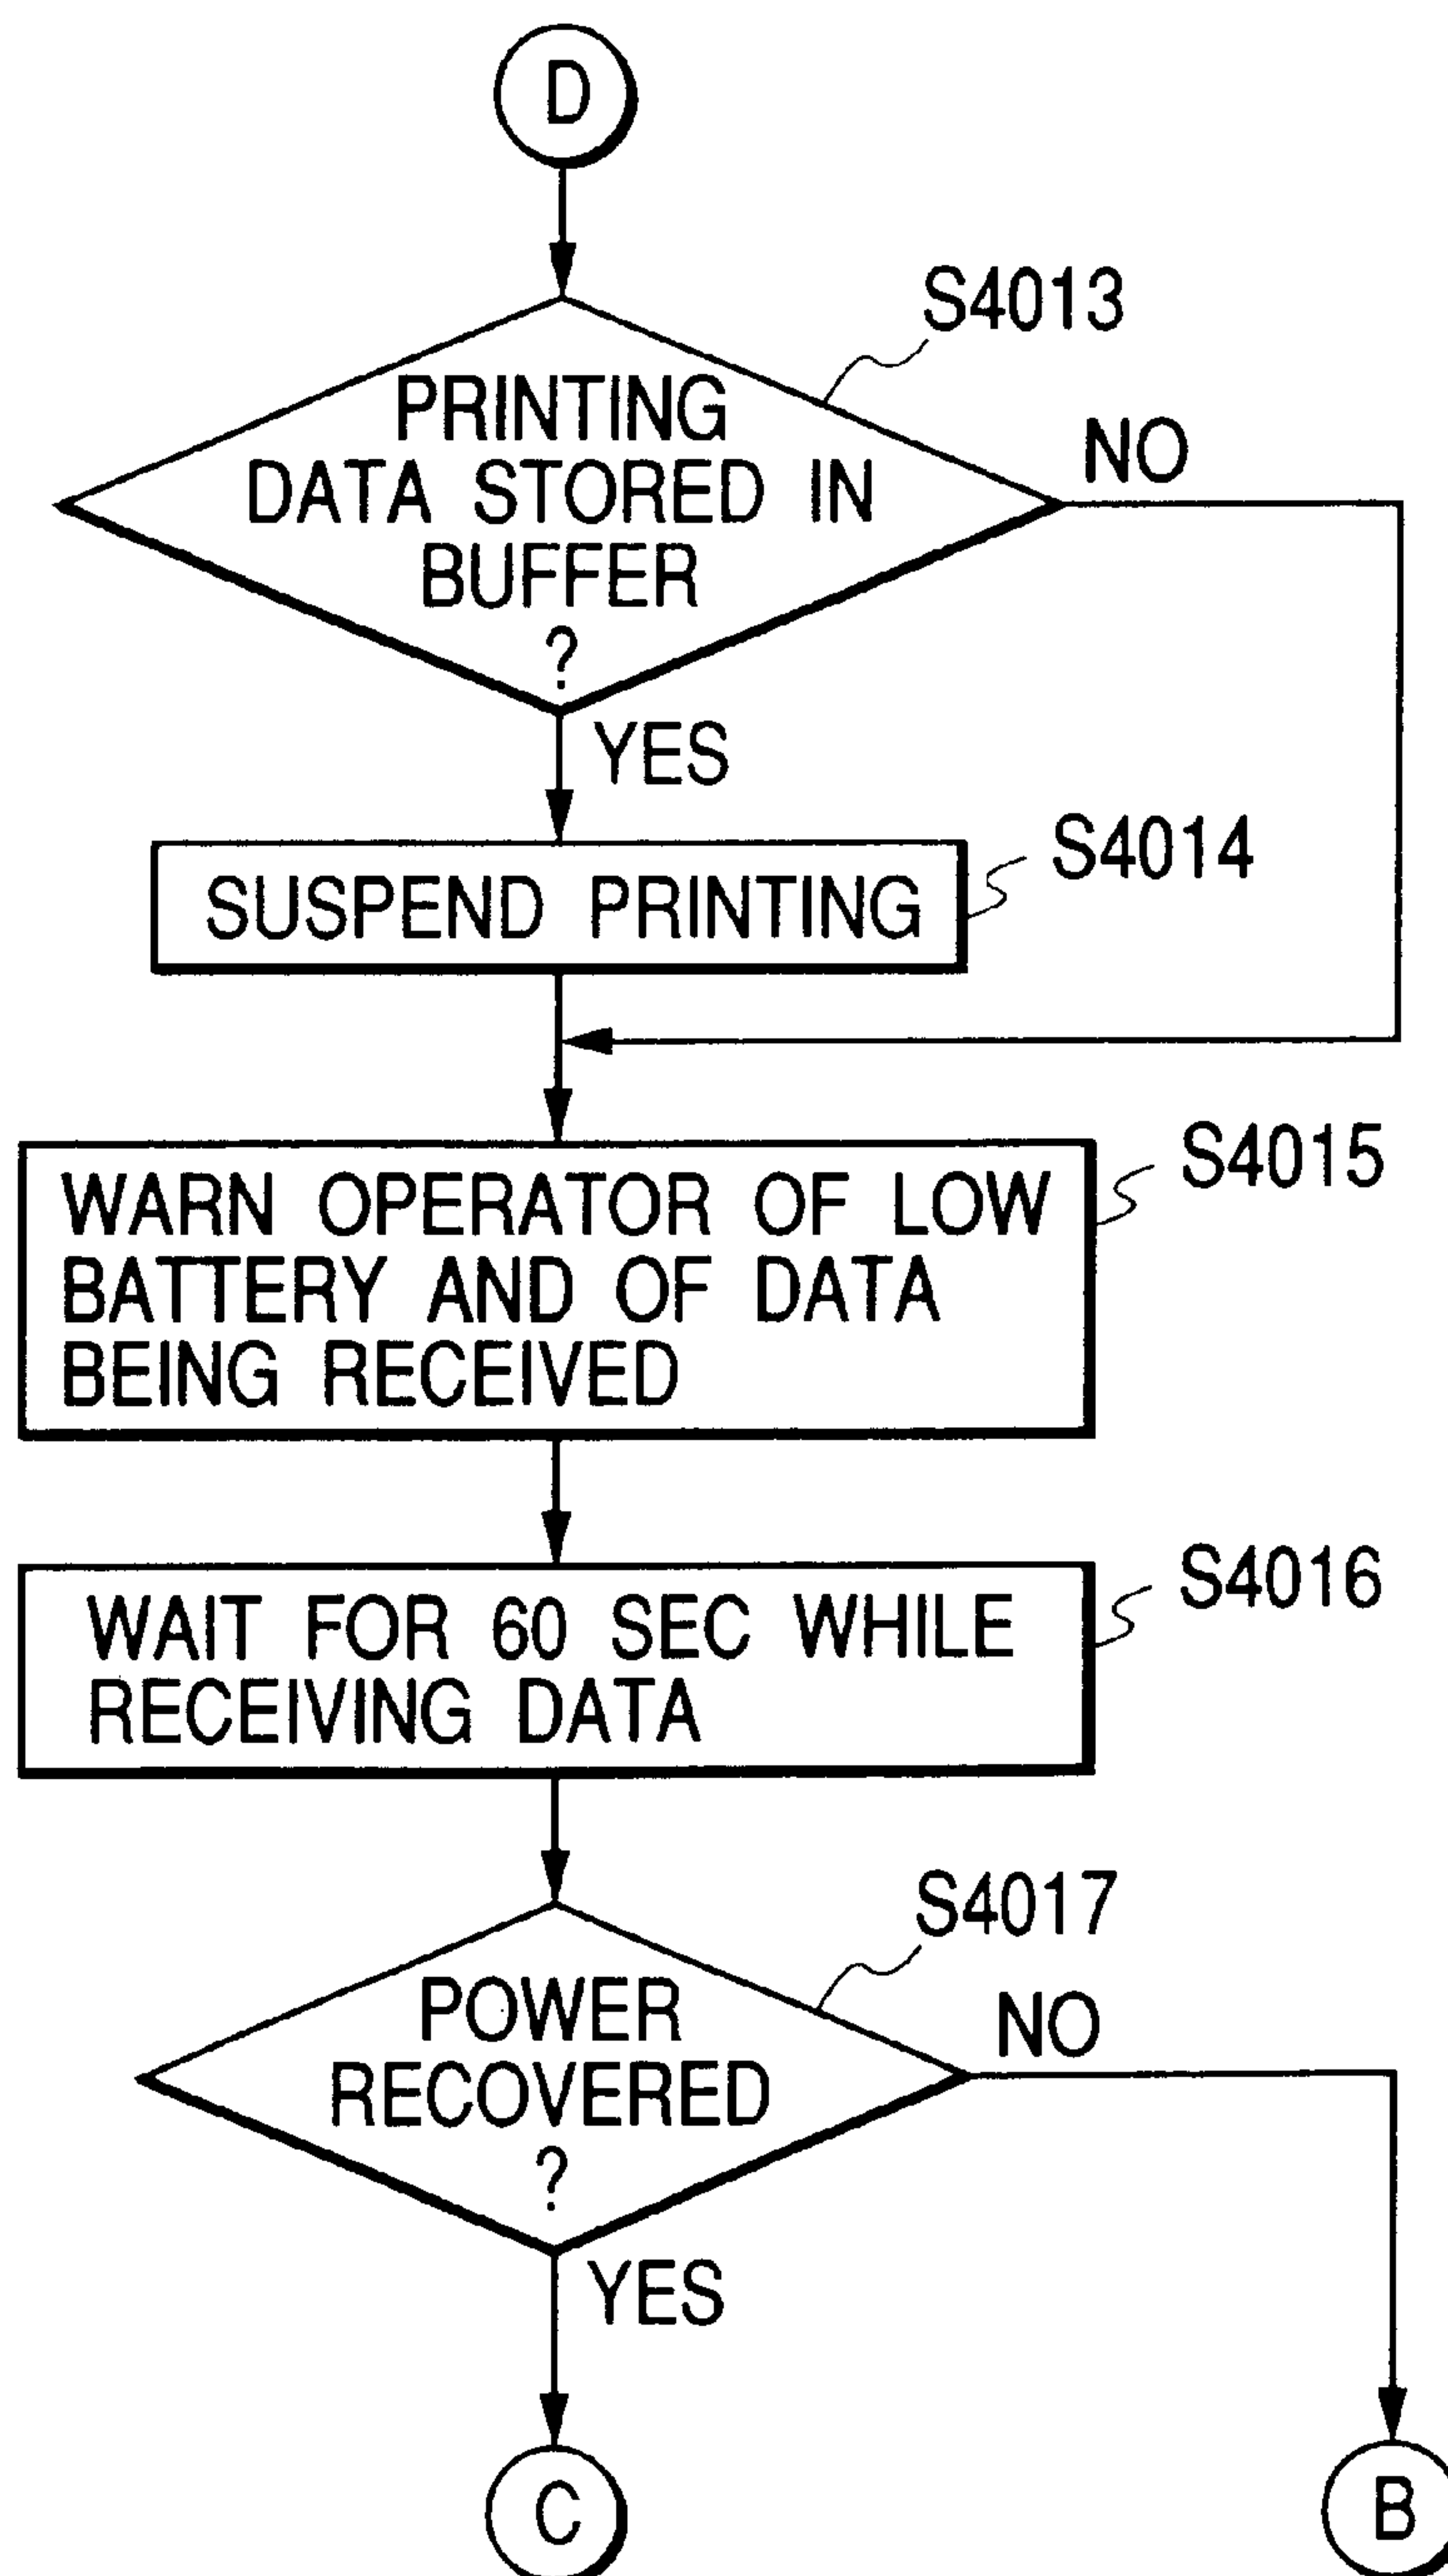 D
S4013
PRINTING
DATA STORED IN
BUFFER
?
NO
YES
S4014
SUSPEND PRINTING
S4015
WARN OPERATOR OF LOW
BATTERY AND OF DATA
BEING RECEIVED
S4016
WAIT FOR 60 SEC WHILE
RECEIVING DATA
S4017
POWER
RECOVERED
?
NO
YES
C
B